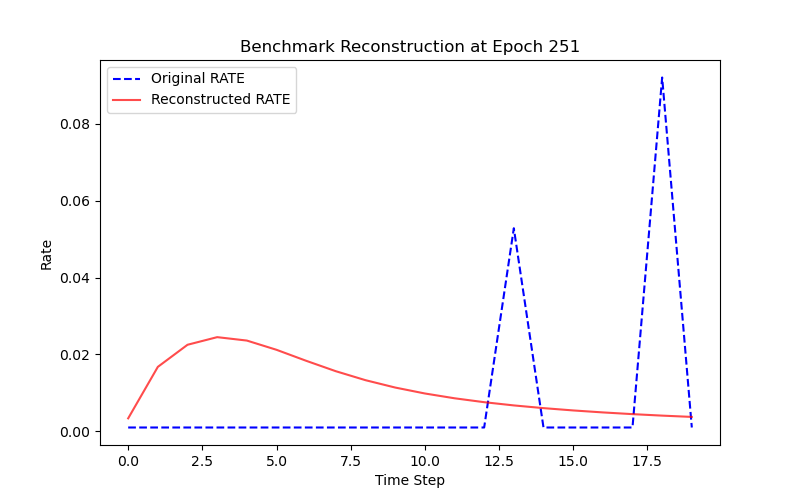 Benchmark Reconstruction at Epoch 251
Original RATE
Reconstructed RATE
0.08
0.06
0.04
0.02
0.00
Rate
0.0 2.5 5.0 7.5 10.0 12.5 15.0 17.5
Time Step